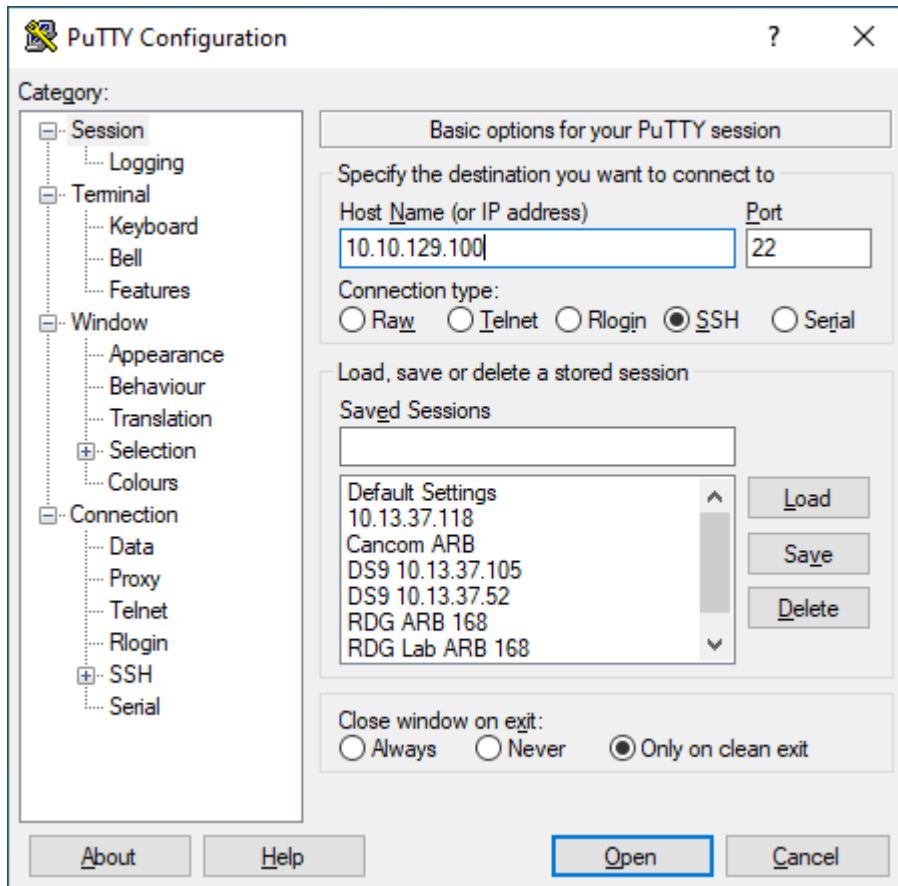 PuTTY Configuration
?
Category:
Session
Logging
Terminal
Keyboard
Bell
Features
Window
Appearance
Behaviour
Translation
Selection
Colours
Connection
Data
Proxy
Telnet
Rlogin
SSH
Serial
Basic options for your PuTTY session
Specify the destination you want to connect to
Host Name (or IP address) Port
10.10.129.100 22
Connection type:
Raw Telnet Rlogin SSH Serial
Load, save or delete a stored session
Saved Sessions
Default Settings
10.13.37.118
Cancom ARB
DS9 10.13.37.105
DS9 10.13.37.52
RDG ARB 168
RDG Lab ARB 168
Load
Save
Delete
Close window on exit:
Always Never Only on clean exit
About Help Open Cancel